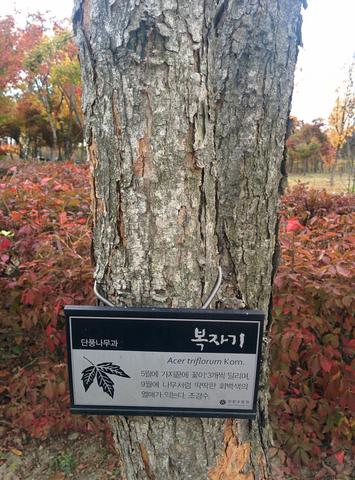 단풍나무과
복자기
Acer triflorum Kom.
5월에 가지끝에 꽃이 3개씩 달리며,
9월에 나무처럼 딱딱한 회백색의
열매가 익는다. 조경수.